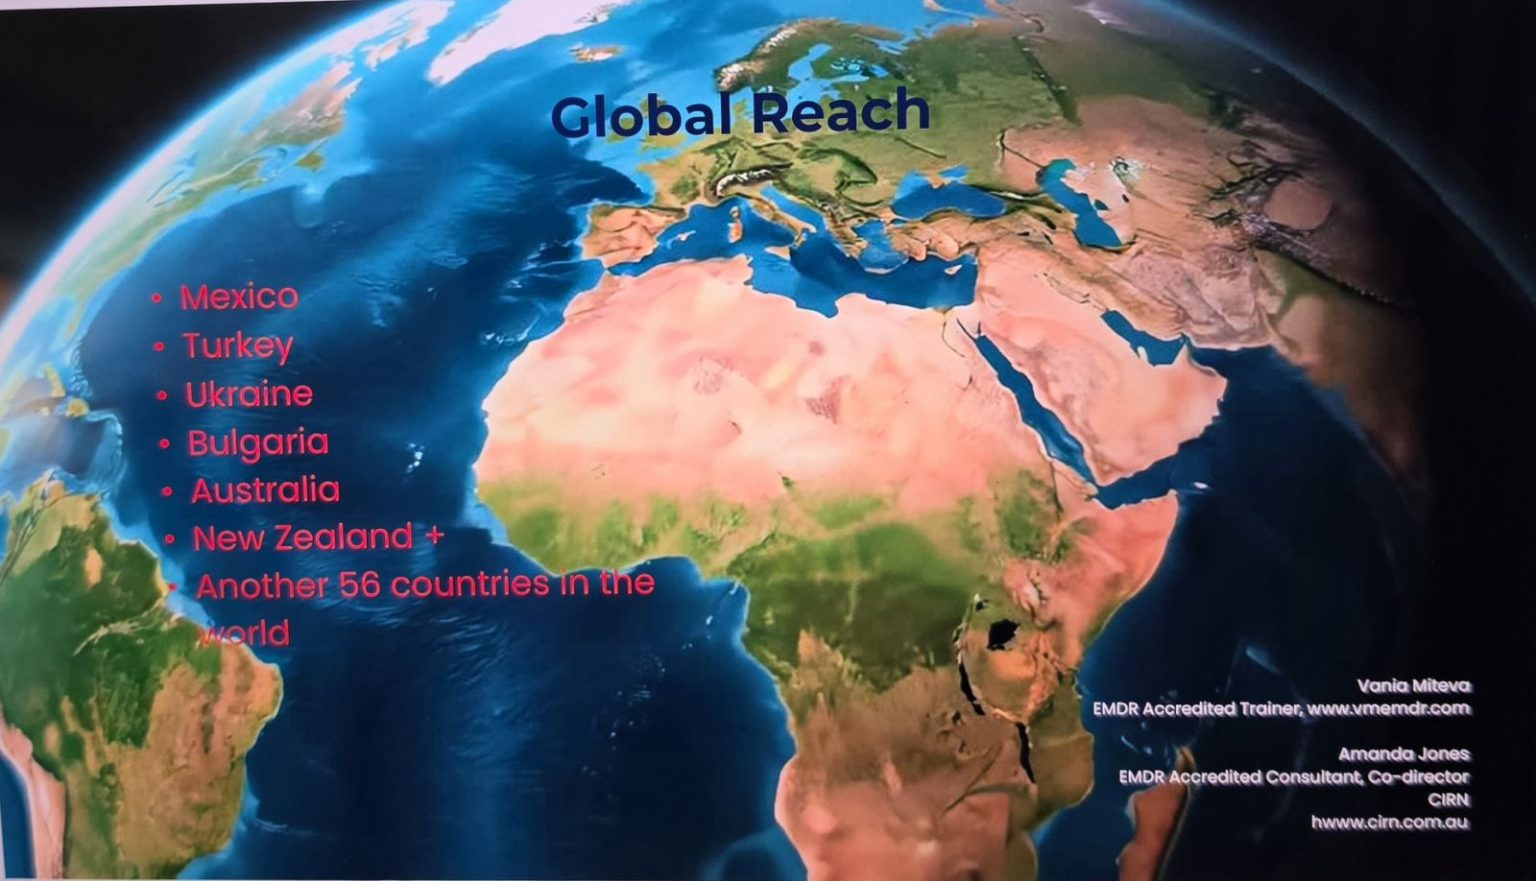 Global Reach
• Mexico
• Turkey
• Ukraine
• Bulgaria
• Australia
• New Zealand +
• Another 56 countries in the
world
Vania Miteva
EMDR Accredited Trainer, www.vmemdr.com
Amanda Jones
EMDR Accredited Consultant, Co-director
CIRN
hwww.cirn.com.au